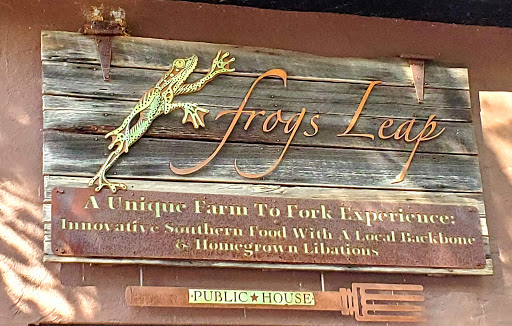 frogs Leap
A Unique Farm To Fork Experience:
Innovative Southern Food With A Local Backbone
& Homegrown Libations
PUBLIC★HOUSE